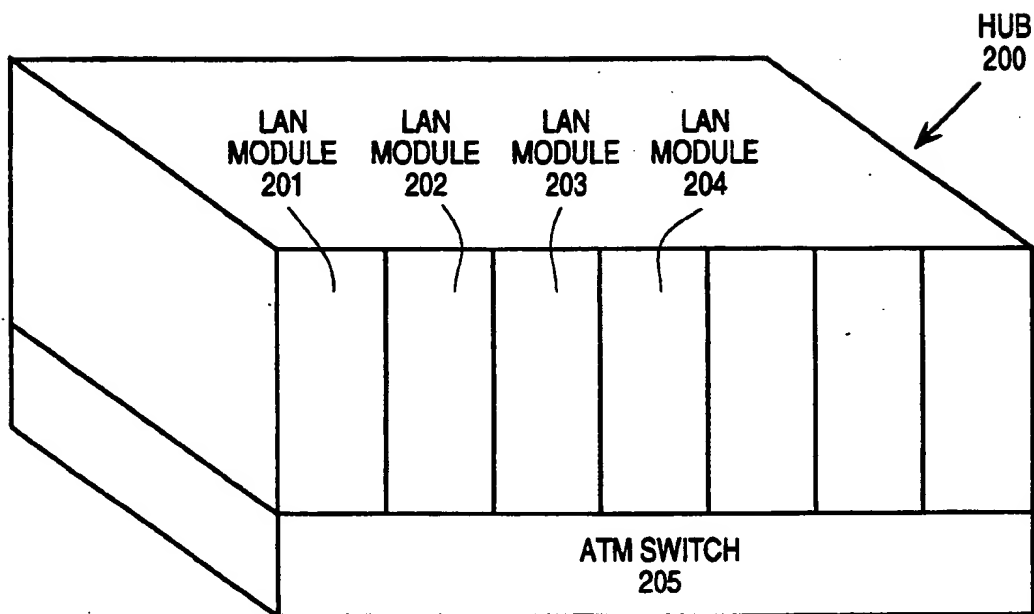 HUB
200
LAN
MODULE
201
LAN
MODULE
202
LAN
MODULE
203
LAN
MODULE
204
ATM SWITCH
205